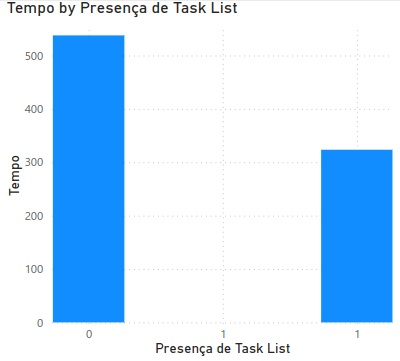 Tempo by Presença de Task List
500
400
300
200
100
0
Tempo
0 1 1
Presença de Task List